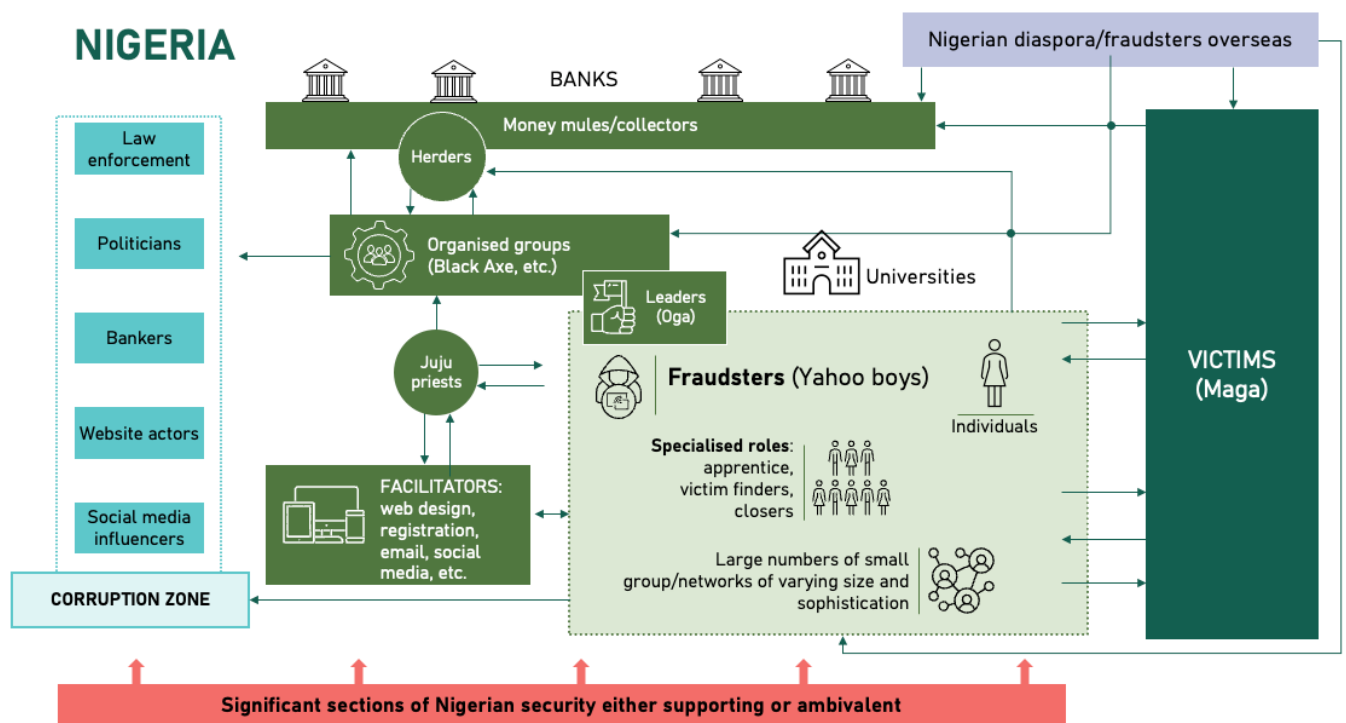 NIGERIA
Nigerian diaspora/fraudsters overseas
BANKS
Money mules/collectors
Herders
Law
enforcement
Politicians
Bankers
Website actors
Social media
influencers
CORRUPTION ZONE
Organised groups
(Black Axe, etc.)
Leaders
(Oga)
Universities
Juju
priests
FACILITATORS:
web design,
registration,
email, social
media, etc.
Fraudsters (Yahoo boys)
Individuals
Specialised roles:
apprentice,
victim finders,
closers
Large numbers of small
group/networks of varying size and
sophistication
VICTIMS
(Maga)
Significant sections of Nigerian security either supporting or ambivalent